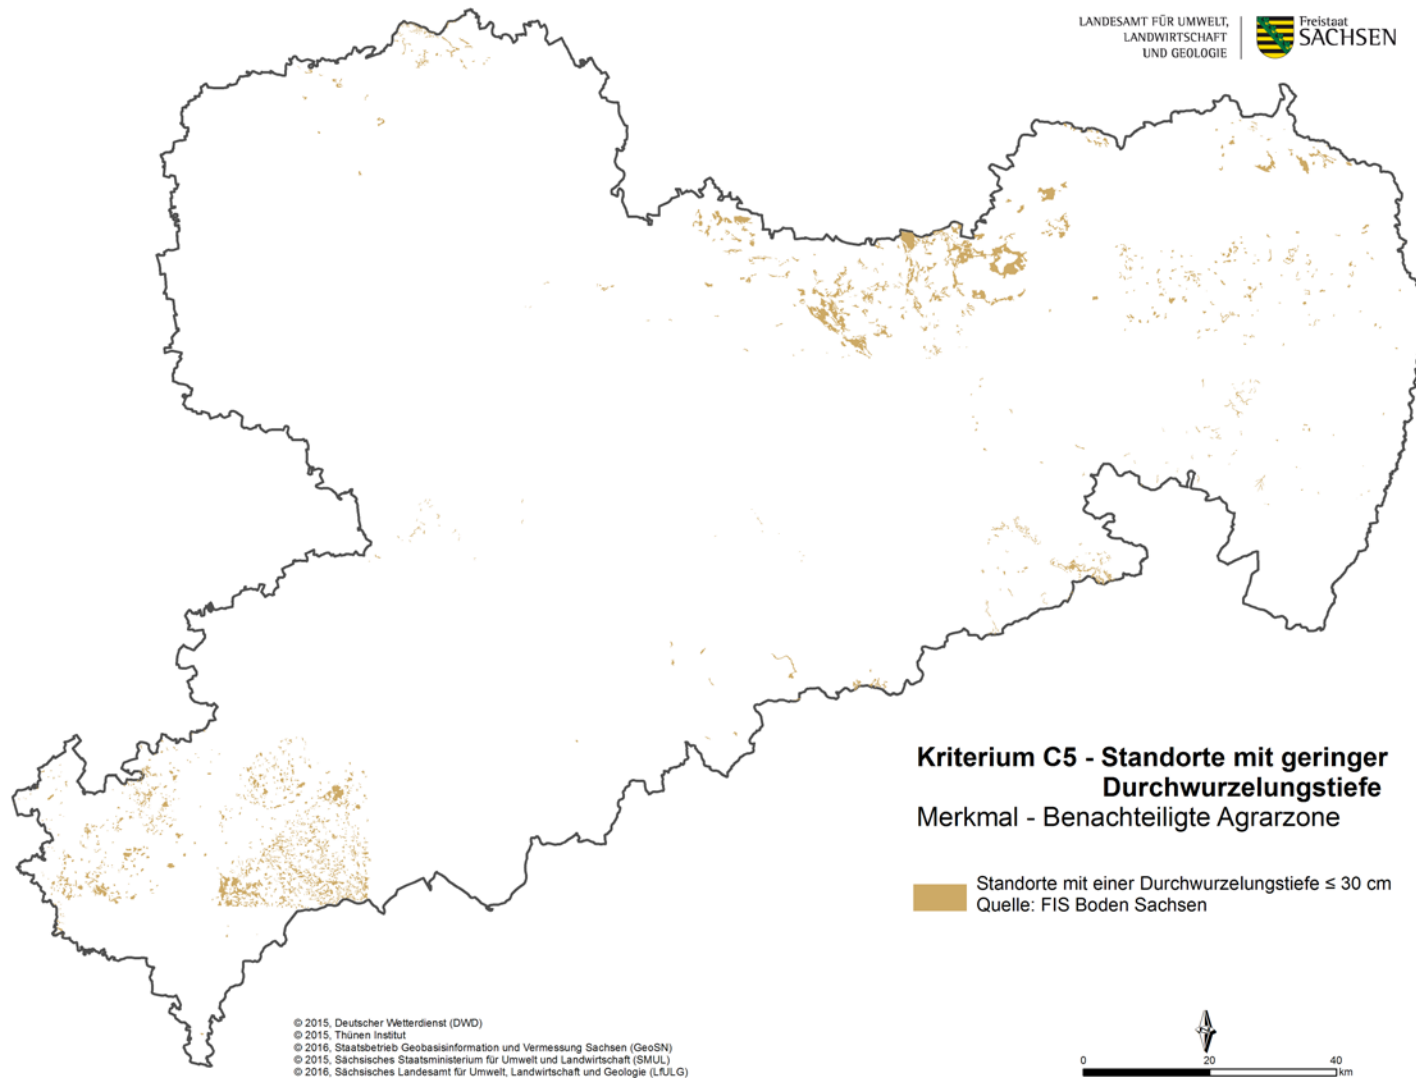 LANDESAMT FÜR UMWELT,
LANDWIRTSCHAFT
UND GEOLOGIE
Freistaat
SACHSEN
Kriterium C5 - Standorte mit geringer
Durchwurzelungstiefe
Merkmal - Benachteiligte Agrarzone
Standorte mit einer Durchwurzelungstiefe ≤ 30 cm
Quelle: FIS Boden Sachsen
© 2015, Deutscher Wetterdienst (DWD)
© 2015, Thünen Institut
© 2016, Staatsbetrieb Geobasisinformation und Vermessung Sachsen (GeoSN)
© 2015, Sächsisches Staatsministerium für Umwelt und Landwirtschaft (SMUL)
© 2016, Sächsisches Landesamt für Umwelt, Landwirtschaft und Geologie (LfULG)
0 20 40
km